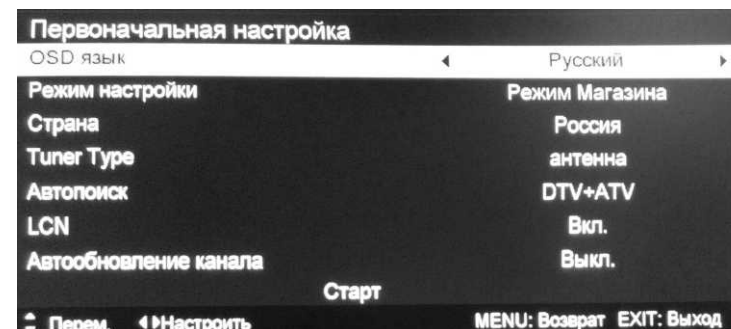 Первоначальная настройка
OSD язык Русский
Режим настройки Режим Магазина
Страна Россия
Tuner Type антенна
Автопоиск DTV+ATV
LCN Вкл.
Автообновление канала Выкл.
Старт
Перем. Настроить MENU: Возврат EXIT: Выход